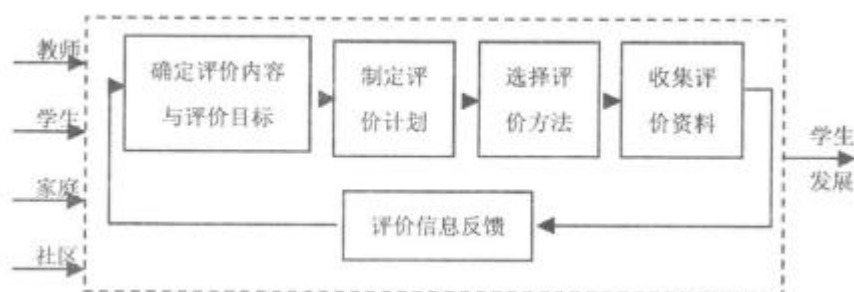 教师
学生
家庭
社区
确定评价内容
与评价目标
制定评
价计划
选择评
价方法
收集评
价资料
评价信息反馈
学生
发展